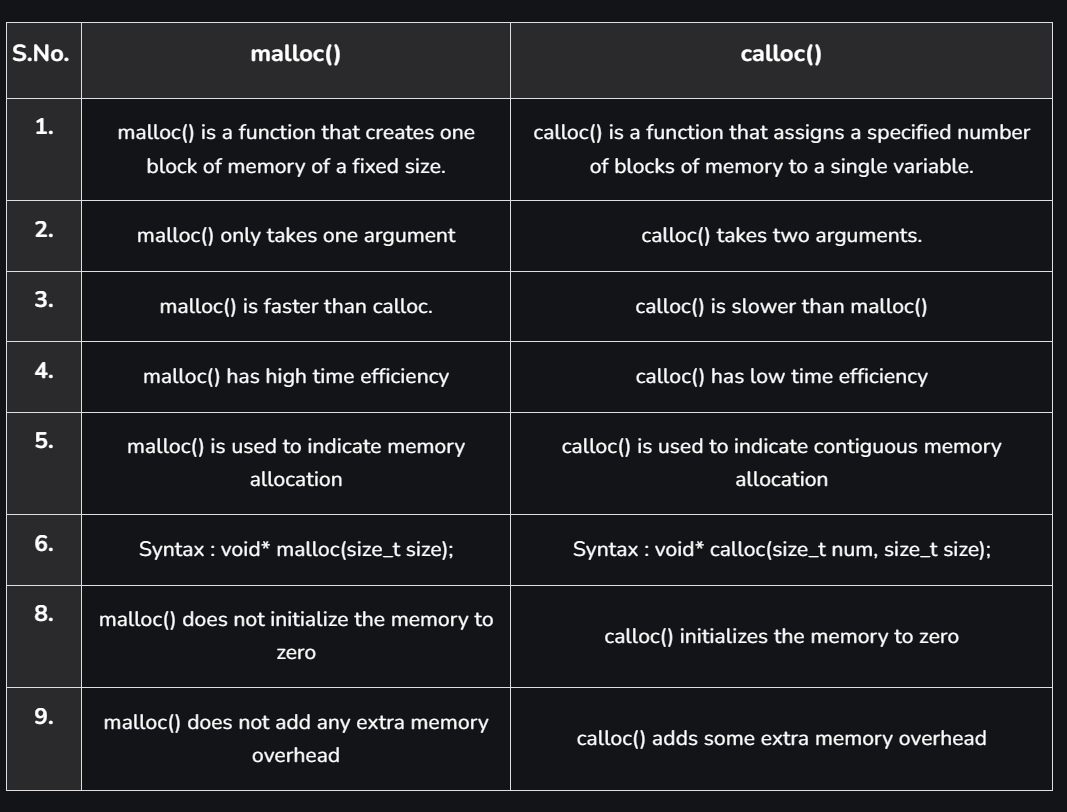 S.No. malloc() calloc()
1. malloc() is a function that creates one calloc() is a function that assigns a specified number
block of memory of a fixed size. of blocks of memory to a single variable.
2. malloc() only takes one argument calloc() takes two arguments.
3. malloc() is faster than calloc. calloc() is slower than malloc()
4. malloc() has high time efficiency calloc() has low time efficiency
5. malloc() is used to indicate memory calloc() is used to indicate contiguous memory
allocation allocation
6. Syntax : void* malloc(size_t size); Syntax : void* calloc(size_t num, size_t size);
8. malloc() does not initialize the memory to
zero calloc() initializes the memory to zero
9. malloc() does not add any extra memory
overhead calloc() adds some extra memory overhead